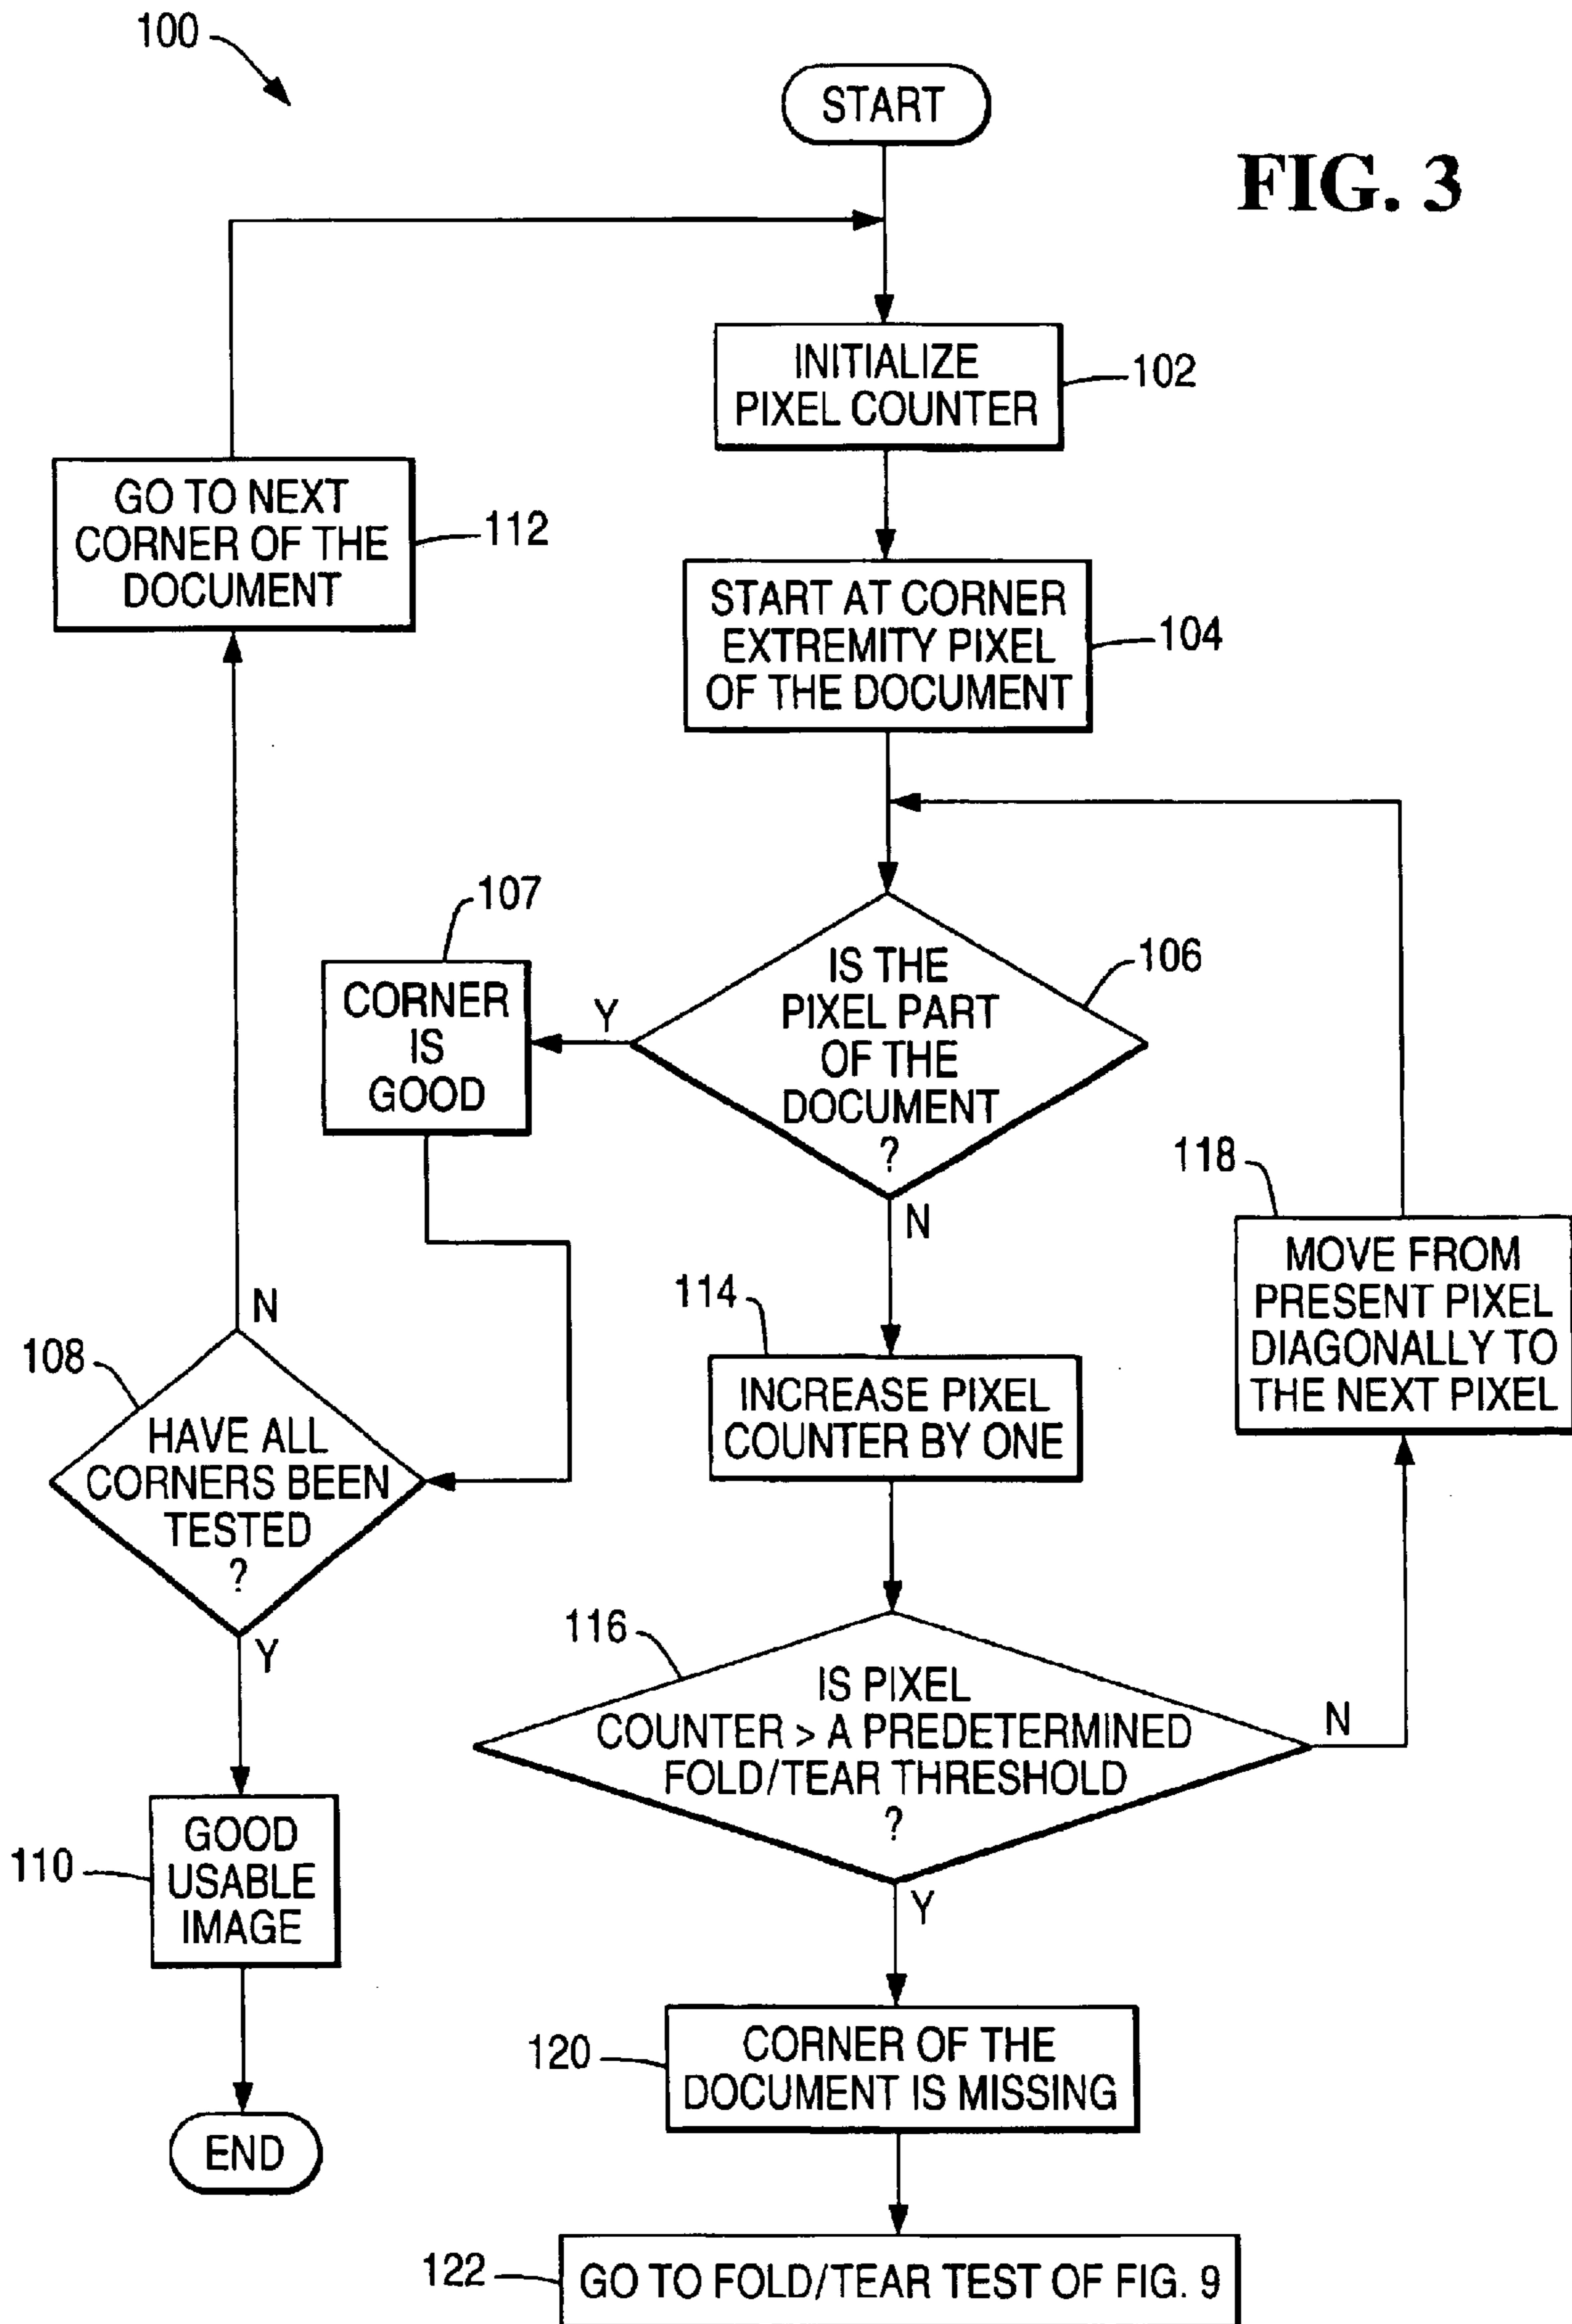 100
START
FIG. 3
INITIALIZE
PIXEL COUNTER
102
GO TO NEXT
CORNER OF THE
DOCUMENT
112
START AT CORNER
EXTREMITY PIXEL
OF THE DOCUMENT
104
107
CORNER
IS
GOOD
Y
IS THE
PIXEL PART
OF THE
DOCUMENT
?
106
N
118
MOVE FROM
PRESENT PIXEL
DIAGONALLY TO
THE NEXT PIXEL
114
INCREASE PIXEL
COUNTER BY ONE
N
108
HAVE ALL
CORNERS BEEN
TESTED
?
Y
116
IS PIXEL
COUNTER > A PREDETERMINED
FOLD/TEAR THRESHOLD
?
N
Y
110
GOOD
USABLE
IMAGE
END
120
CORNER OF THE
DOCUMENT IS MISSING
122
GO TO FOLD/TEAR TEST OF FIG. 9